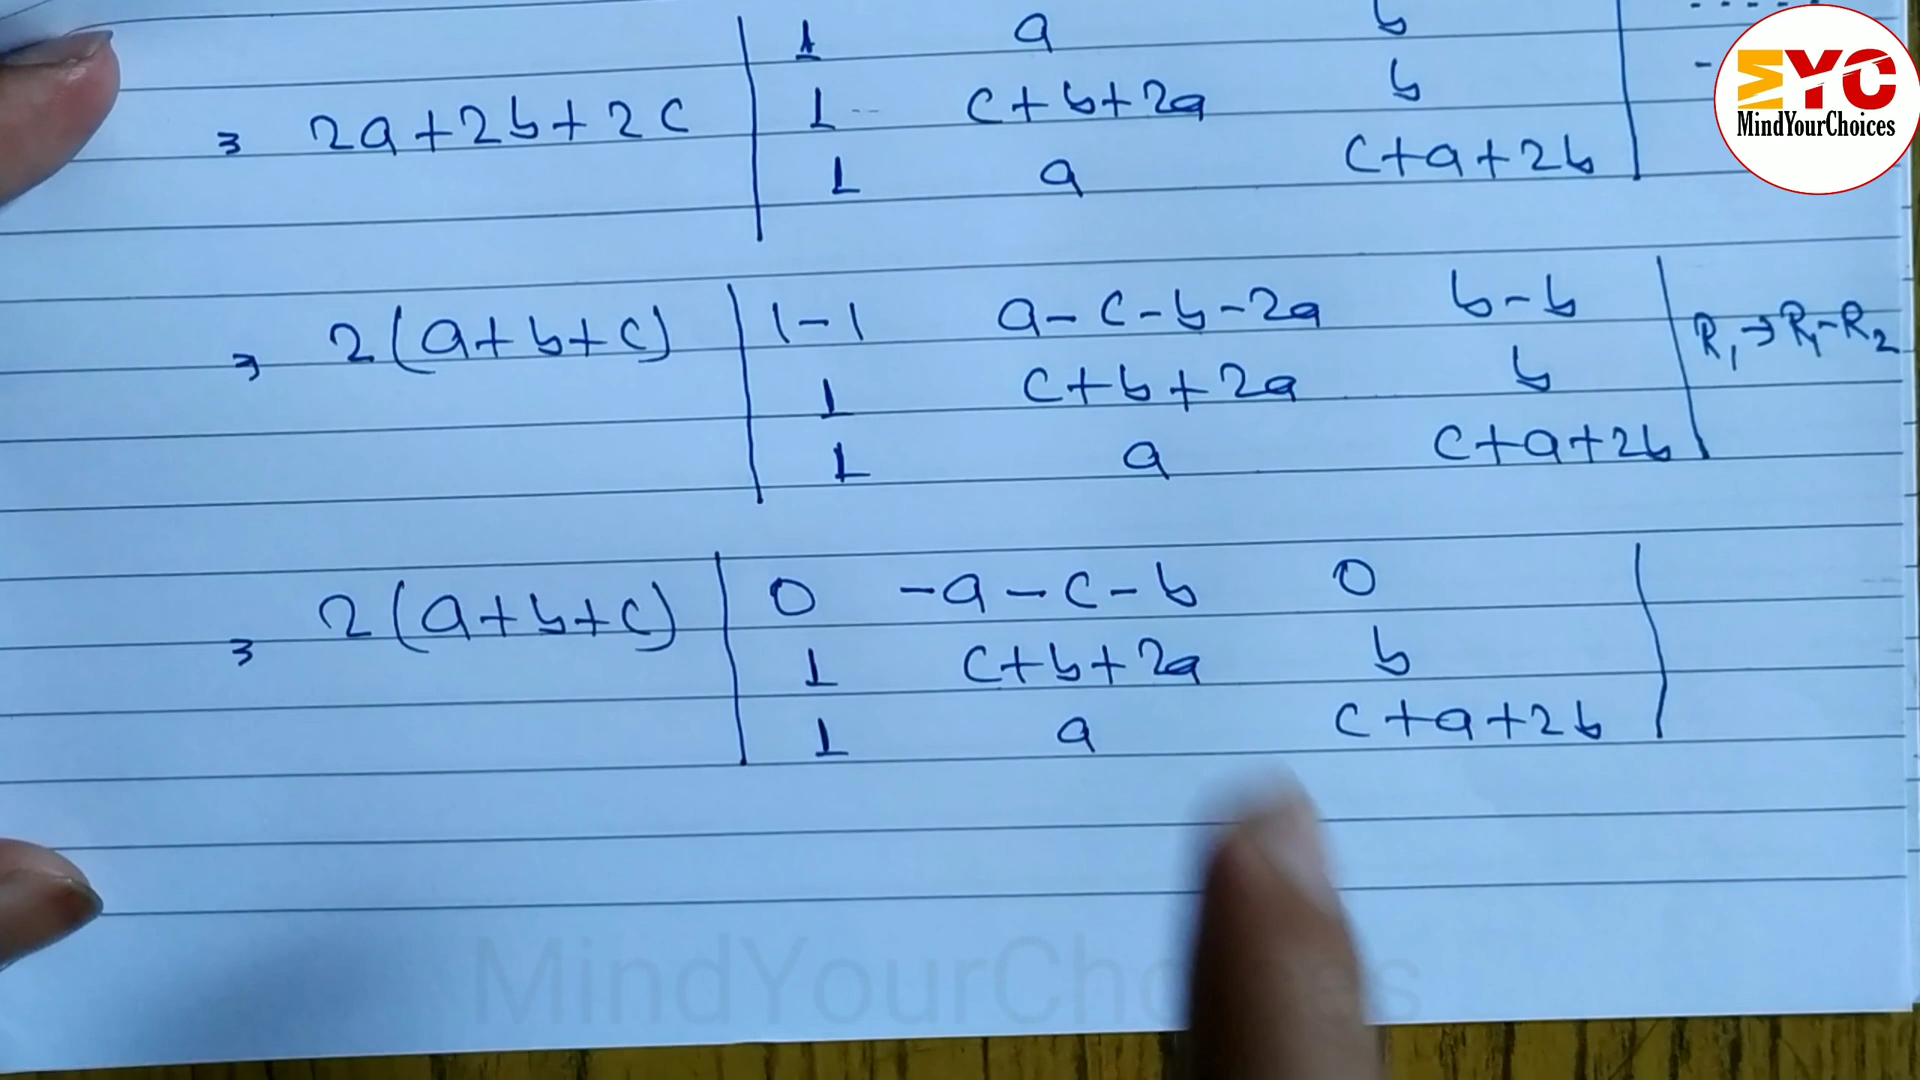 1 a b
⇒ 2a+2b+2c | 1 c+b+2a b |
1 a c+a+2b
⇒ 2(a+b+c) | 1-1 a-c-b-2a b-b | R₁→R₁-R₂
1 c+b+2a b
1 a c+a+2b
⇒ 2(a+b+c) | 0 -a-c-b 0 |
1 c+b+2a b
1 a c+a+2b
MYC
MindYourChoices
MindYourChoices